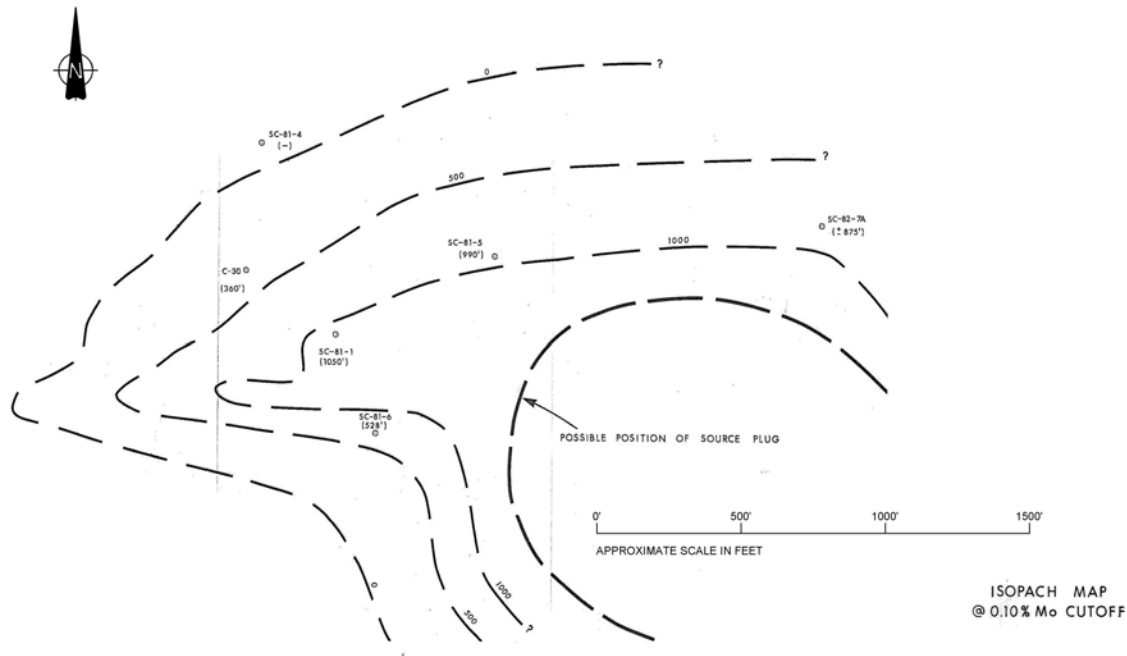 N
0
?
SC-81-4
(-)
500
?
SC-82-7A
(±875')
SC-81-5
(990')
1000
C-30
(360')
SC-81-1
(1050')
SC-81-6
(528')
POSSIBLE POSITION OF SOURCE PLUG
0' 500' 1000' 1500'
APPROXIMATE SCALE IN FEET
0
500
1000
?
ISOPACH MAP
@ 0.10% Mo CUTOFF